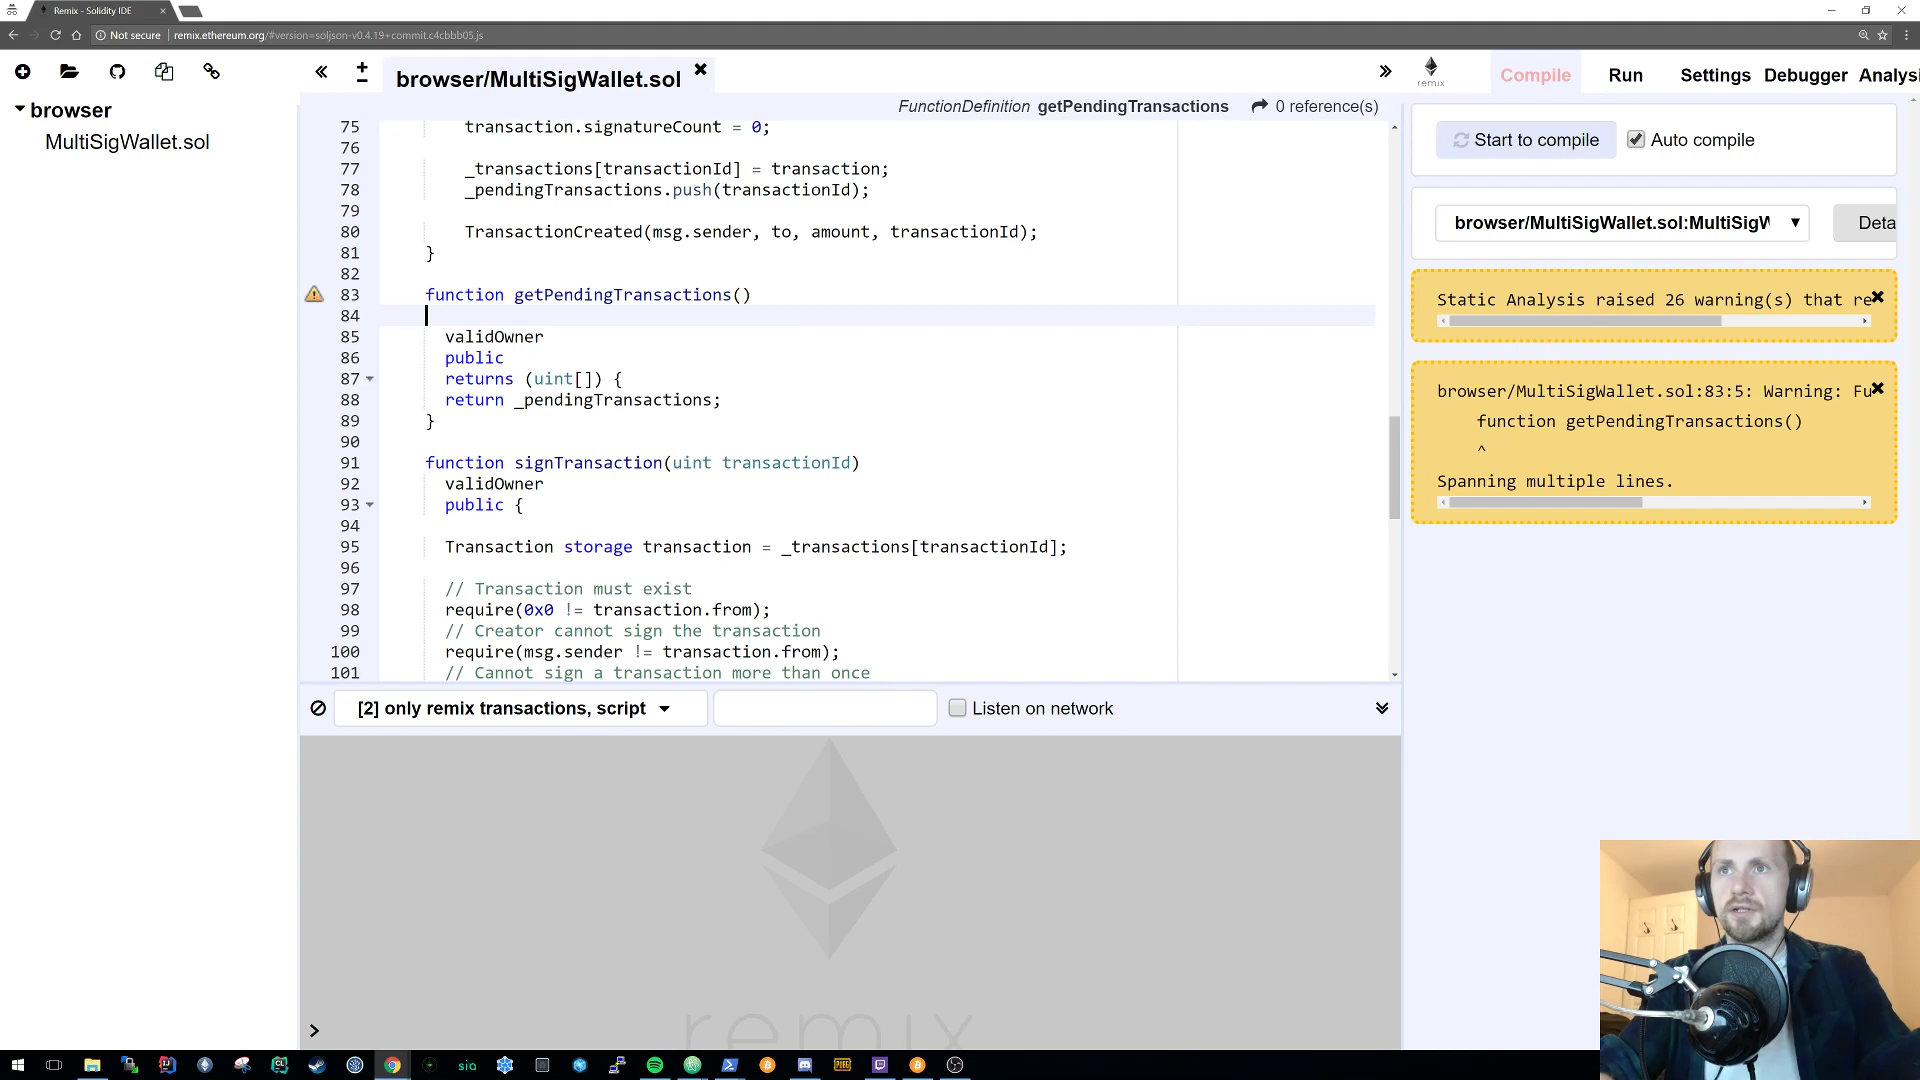 Remix - Solidity IDE
Not secure
remix.ethereum.org/#version=soljson-v0.4.19+commit.c4cbbb05.js
browser
MultiSigWallet.sol
browser/MultiSigWallet.sol
FunctionDefinition getPendingTransactions 0 reference(s)
75 transaction.signatureCount = 0;
76
77 _transactions[transactionId] = transaction;
78 _pendingTransactions.push(transactionId);
79
80 TransactionCreated(msg.sender, to, amount, transactionId);
81 }
82
83 function getPendingTransactions()
84
85 validOwner
86 public
87 returns (uint[]) {
88 return _pendingTransactions;
89 }
90
91 function signTransaction(uint transactionId)
92 validOwner
93 public {
94
95 Transaction storage transaction = _transactions[transactionId];
96
97 // Transaction must exist
98 require(0x0 != transaction.from);
99 // Creator cannot sign the transaction
100 require(msg.sender != transaction.from);
101 // Cannot sign a transaction more than once
[2] only remix transactions, script
Listen on network
remix
>
remix
Compile Run Settings Debugger Analysi
Start to compile Auto compile
browser/MultiSigWallet.sol:MultiSigW Deta
Static Analysis raised 26 warning(s) that re
browser/MultiSigWallet.sol:83:5: Warning: Fu
function getPendingTransactions()
^
Spanning multiple lines.
sia
PUBG